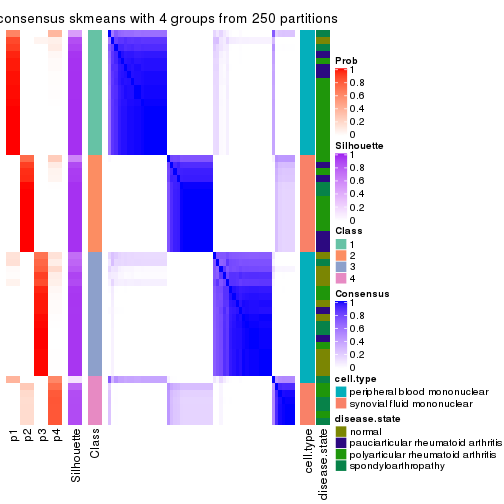 consensus skmeans with 4 groups from 250 partitions
Prob
1
0.8
0.6
0.4
0.2
0
Silhouette
1
0.8
0.6
0.4
0.2
0
Class
1
2
3
4
Consensus
1
0.8
0.6
0.4
0.2
0
cell.type
peripheral blood mononuclear
synovial fluid mononuclear
disease.state
normal
pauciarticular rheumatoid arthritis
polyarticular rheumatoid arthritis
spondyloarthropathy
p1
p2
p3
p4
Silhouette
Class
cell.type
disease.state